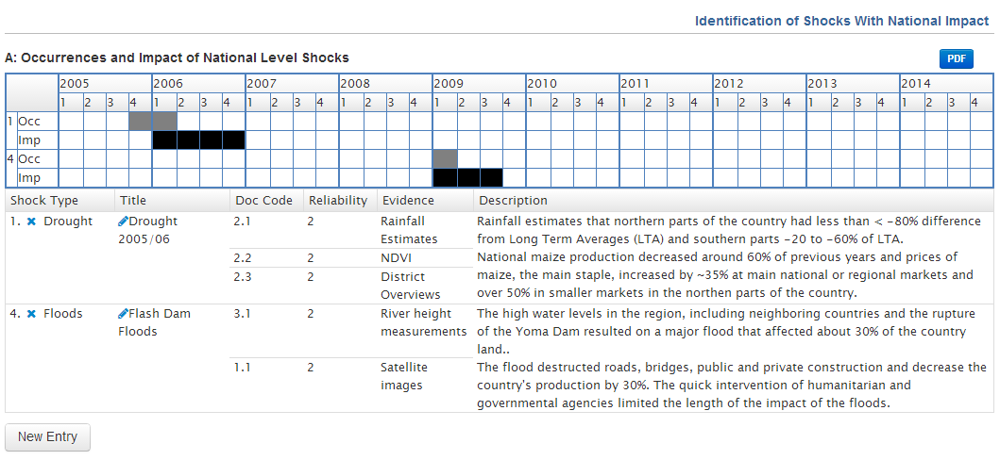 Identification of Shocks With National Impact
A: Occurrences and Impact of National Level Shocks
PDF
2005 2006 2007 2008 2009 2010 2011 2012 2013 2014
1 2 3 4 1 2 3 4 1 2 3 4 1 2 3 4 1 2 3 4 1 2 3 4 1 2 3 4 1 2 3 4 1 2 3 4 1 2 3 4
1 Occ
Imp
4 Occ
Imp
Shock Type Title Doc Code Reliability Evidence Description
1. Drought Drought 2.1 2 Rainfall Rainfall estimates that northern parts of the country had less than < -80% difference
2005/06 Estimates from Long Term Averages (LTA) and southern parts -20 to -60% of LTA.
2.2 2 NDVI National maize production decreased around 60% of previous years and prices of
2.3 2 District maize, the main staple, increased by ~35% at main national or regional markets and
Overviews over 50% in smaller markets in the northen parts of the country.
4. Floods Flash Dam 3.1 2 River height The high water levels in the region, including neighboring countries and the rupture
Floods measurements of the Yoma Dam resulted on a major flood that affected about 30% of the country
land..
1.1 2 Satellite The flood destructed roads, bridges, public and private construction and decrease the
images country's production by 30%. The quick intervention of humanitarian and
governmental agencies limited the length of the impact of the floods.
New Entry